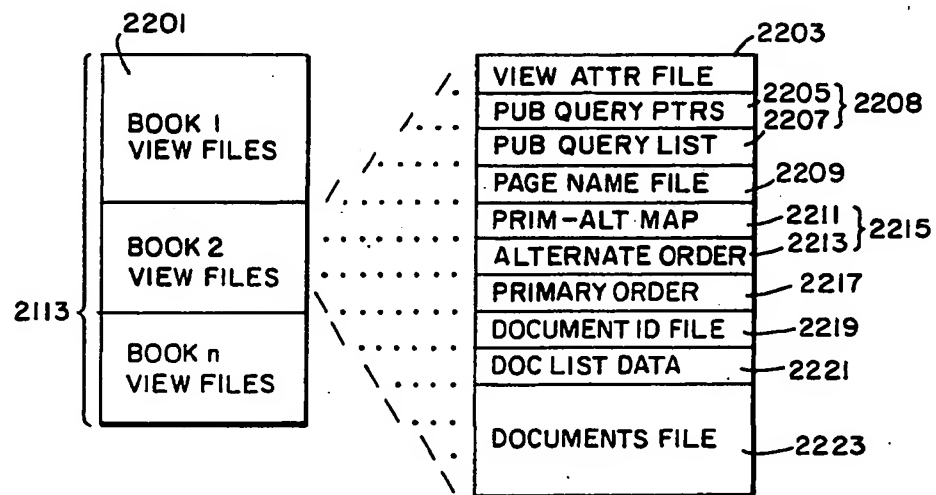 2201
BOOK 1
VIEW FILES
BOOK 2
VIEW FILES
BOOK n
VIEW FILES
2113
2203
VIEW ATTR FILE
PUB QUERY PTRS 2205
2208
PUB QUERY LIST 2207
PAGE NAME FILE 2209
PRIM-ALT MAP 2211
2215
ALTERNATE ORDER 2213
PRIMARY ORDER 2217
DOCUMENT ID FILE 2219
DOC LIST DATA 2221
DOCUMENTS FILE 2223